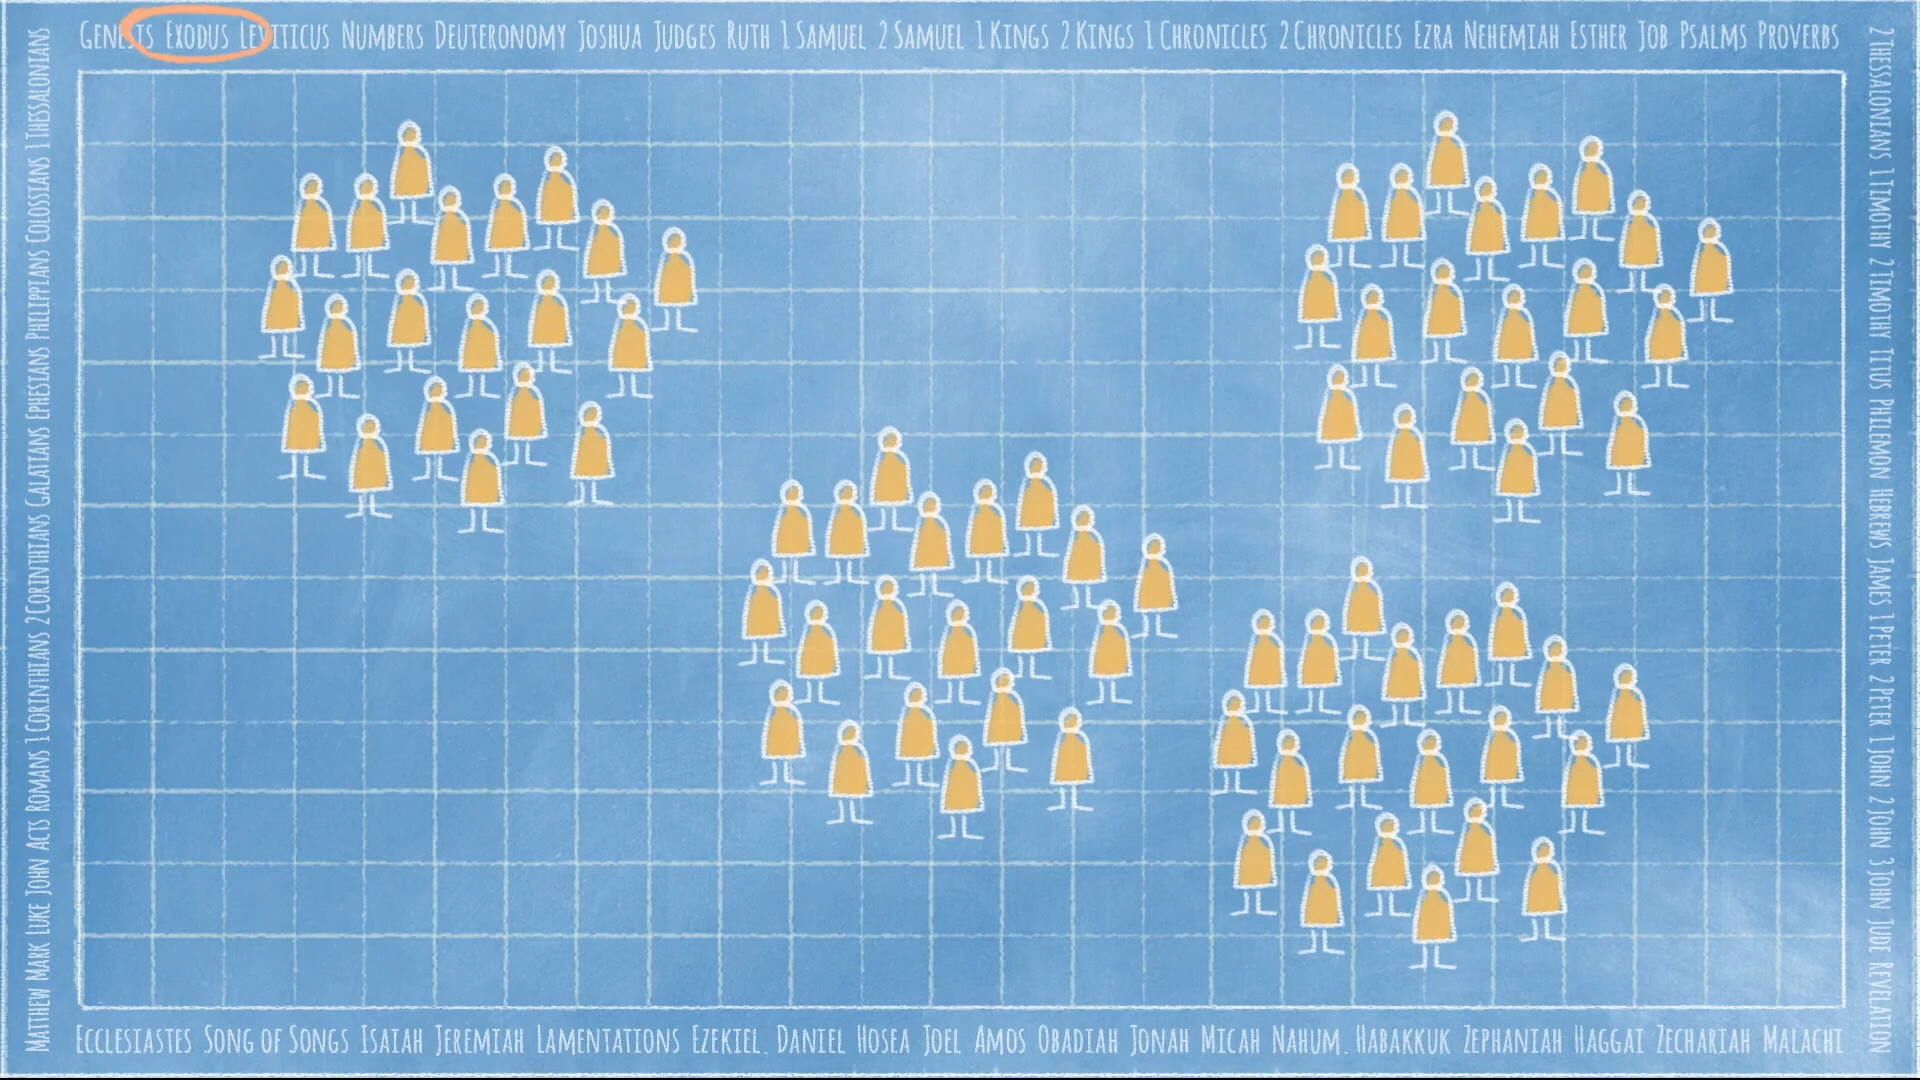 Genesis Exodus Leviticus Numbers Deuteronomy Joshua Judges Ruth 1 Samuel 2 Samuel 1 Kings 2 Kings 1 Chronicles 2 Chronicles Ezra Nehemiah Esther Job Psalms Proverbs
Ecclesiastes Song of Songs Isaiah Jeremiah Lamentations Ezekiel. Daniel Hosea Joel Amos Obadiah Jonah Micah Nahum. Habakkuk Zephaniah Haggai Zechariah Malachi
Matthew Mark Luke John Acts Romans 1 Corinthians 2 Corinthians Galatians Ephesians Philippians Colossians 1 Thessalonians
2 Thessalonians 1 Timothy 2 Timothy Titus Philemon Hebrews James 1 Peter 2 Peter 1 John 2 John 3 John Jude Revelation